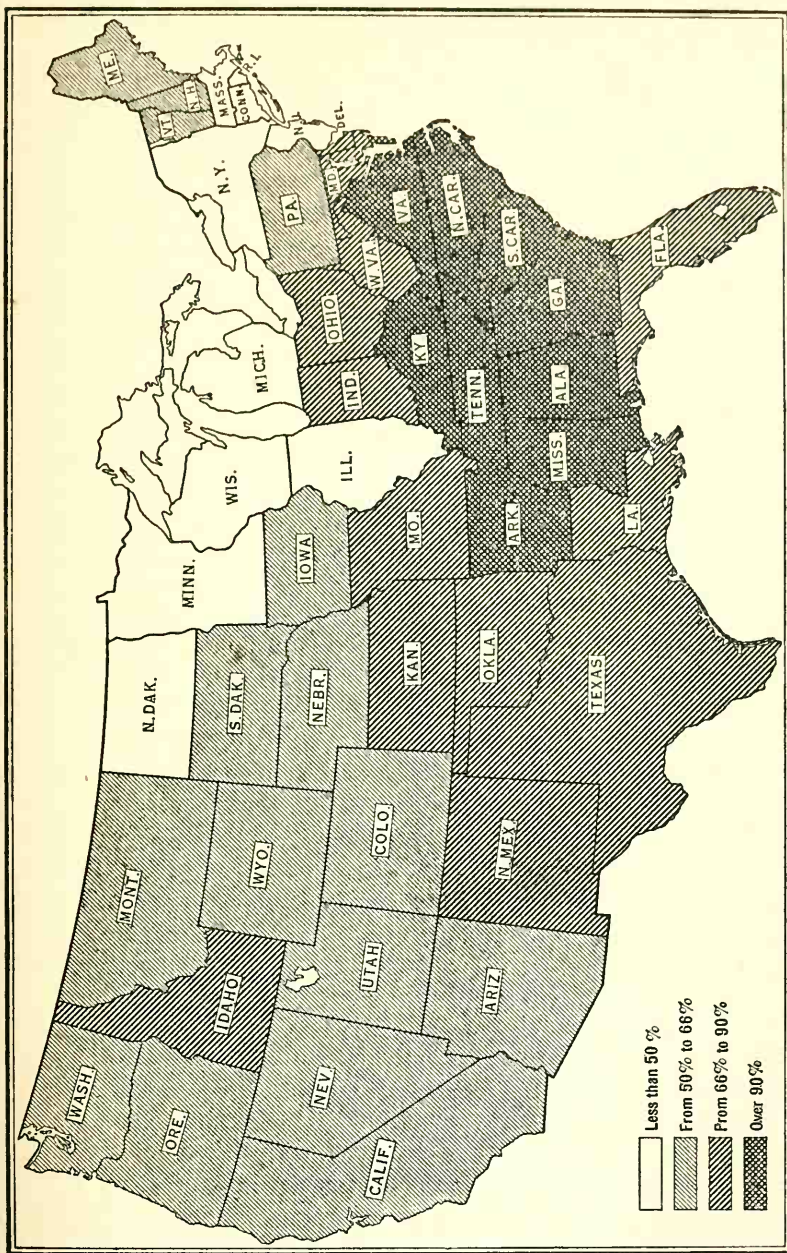 WASH.
MONT.
N.DAK.
MINN.
ME.
VT.
N.H.
ORE.
IDAHO
WYO.
S.DAK.
WIS.
MICH.
N.Y.
MASS.
CONN.
R.I.
NEV.
UTAH
COLO.
NEBR.
IOWA
ILL.
IND.
OHIO
PA.
N.J.
DEL.
MD.
CALIF.
ARIZ.
N.MEX.
KAN.
MO.
KY.
W.VA.
VA.
OKLA.
ARK.
TENN.
N.CAR.
S.CAR.
TEXAS
LA.
MISS.
ALA
GA.
FLA.
Less than 50 %
From 50% to 66%
Prom 66% to 90%
Over 90%